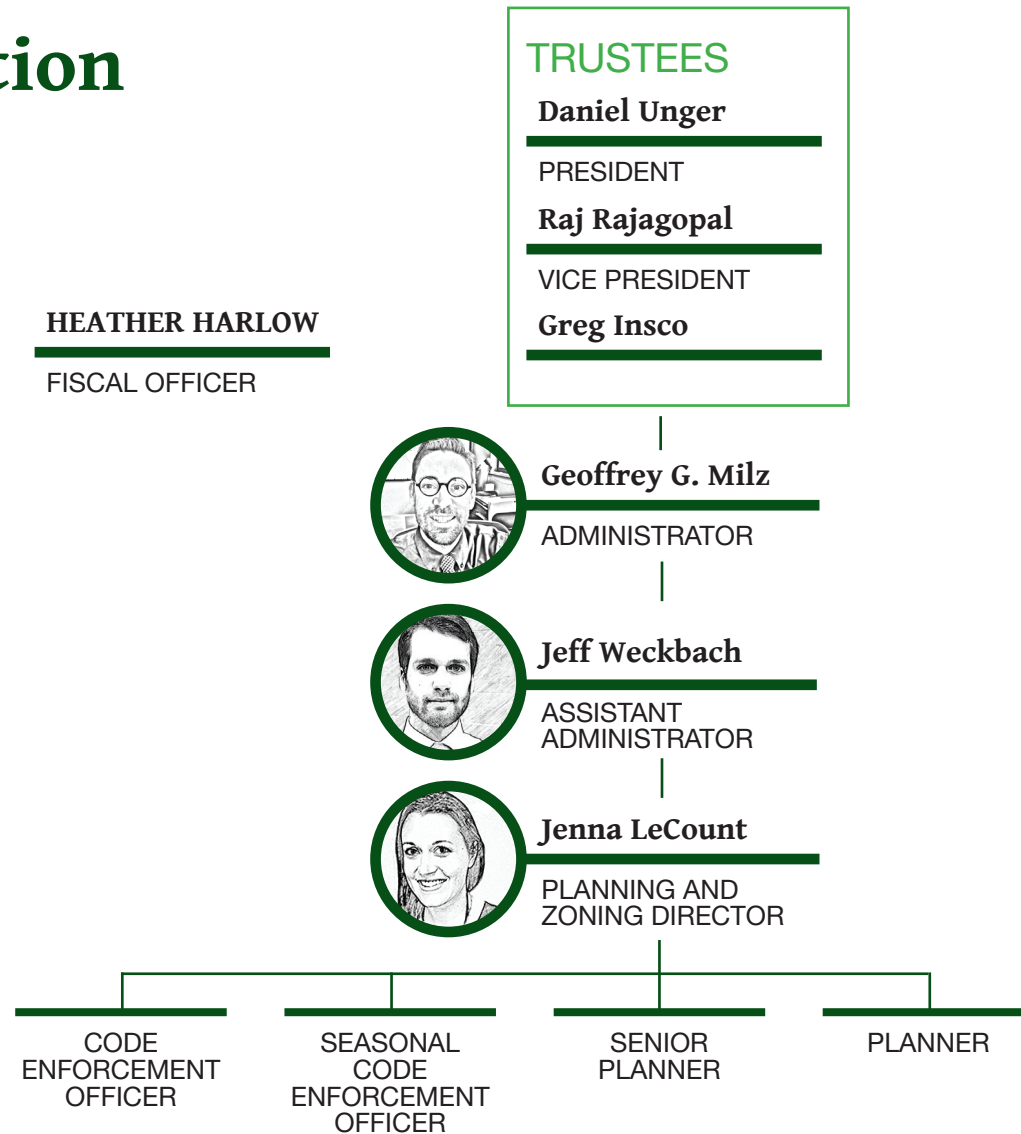 tion
TRUSTEES
Daniel Unger
PRESIDENT
Raj Rajagopal
VICE PRESIDENT
Greg Insco
HEATHER HARLOW
FISCAL OFFICER
Geoffrey G. Milz
ADMINISTRATOR
Jeff Weckbach
ASSISTANT
ADMINISTRATOR
Jenna LeCount
PLANNING AND
ZONING DIRECTOR
CODE
ENFORCEMENT
OFFICER
SEASONAL
CODE
ENFORCEMENT
OFFICER
SENIOR
PLANNER
PLANNER